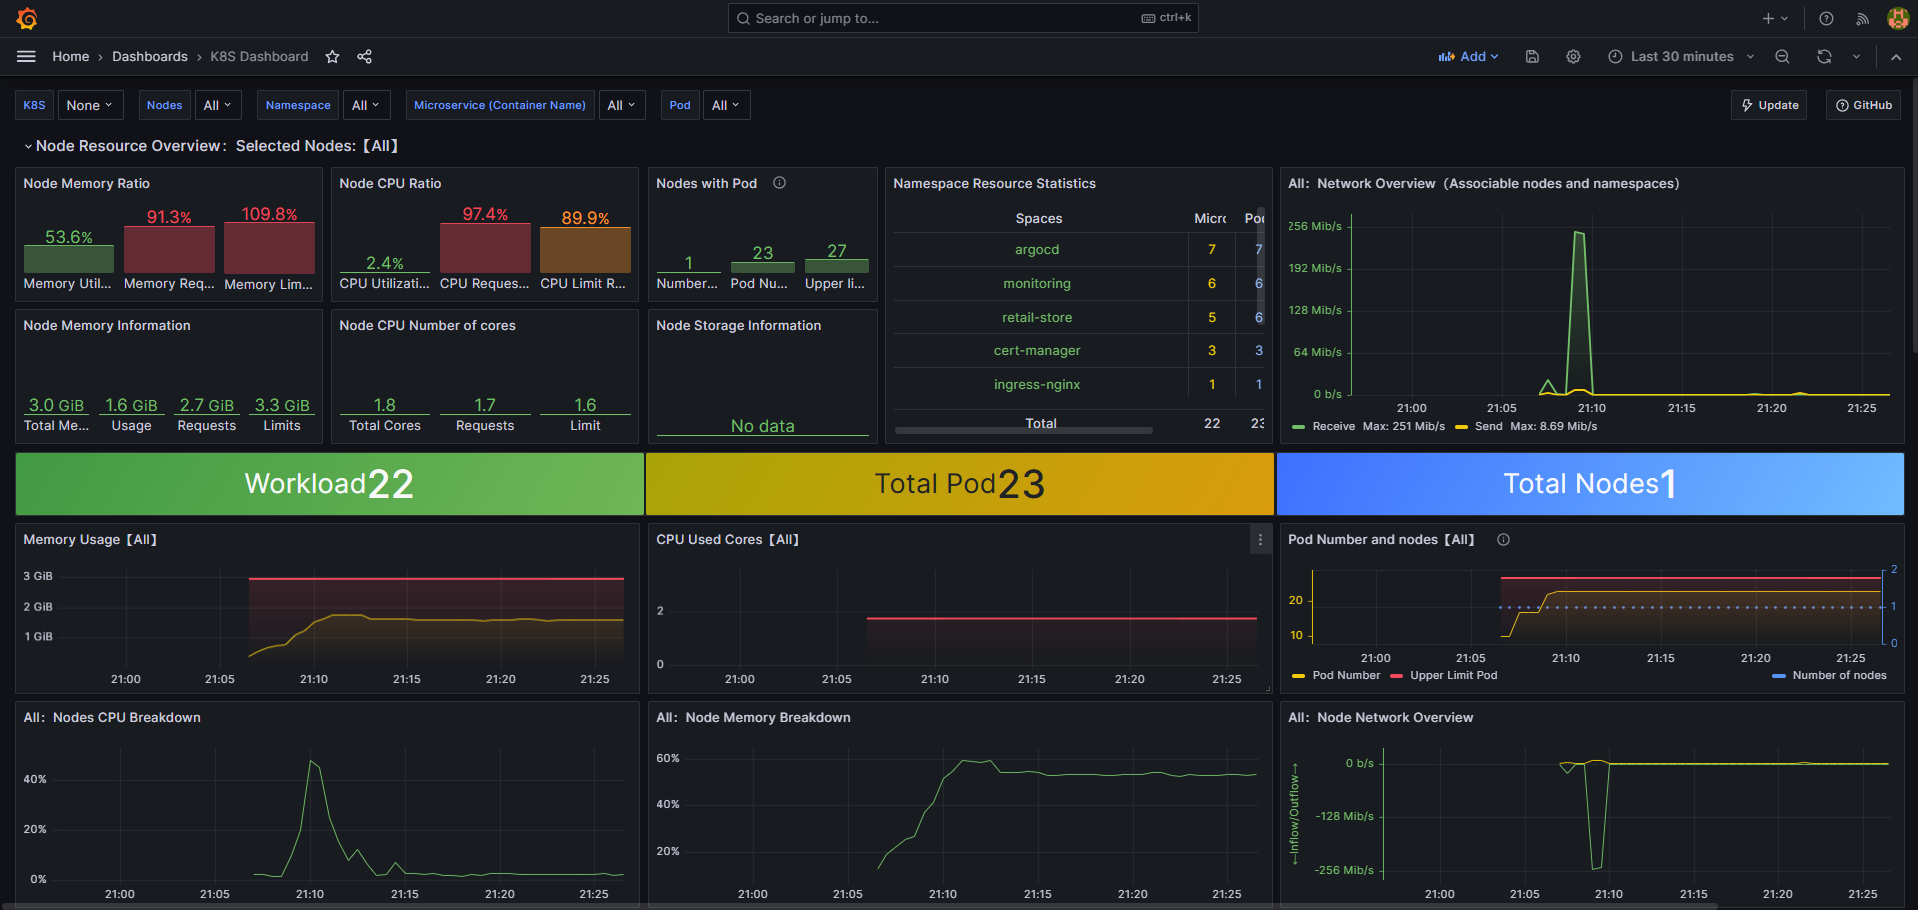 Search or jump to...
ctrl+k
Home › Dashboards › K8S Dashboard
Add
Last 30 minutes
K8S None Nodes All Namespace All Microservice (Container Name) All Pod All
Update
GitHub
Node Resource Overview： Selected Nodes:【All】
Node Memory Ratio
53.6%
91.3%
109.8%
Memory Util...
Memory Req...
Memory Lim...
Node CPU Ratio
2.4%
97.4%
89.9%
CPU Utilizati...
CPU Reques...
CPU Limit R...
Nodes with Pod
1
23
27
Number...
Pod Nu...
Upper li...
Namespace Resource Statistics
Spaces Micro Pod
argocd 7 7
monitoring 6 6
retail-store 5 6
cert-manager 3 3
ingress-nginx 1 1
Total 22 23
All： Network Overview（Associable nodes and namespaces）
256 Mib/s
192 Mib/s
128 Mib/s
64 Mib/s
0 b/s
21:00 21:05 21:10 21:15 21:20 21:25
Receive Max: 251 Mib/s Send Max: 8.69 Mib/s
Node Memory Information
3.0 GiB 1.6 GiB 2.7 GiB 3.3 GiB
Total Me... Usage Requests Limits
Node CPU Number of cores
1.8 1.7 1.6
Total Cores Requests Limit
Node Storage Information
No data
Workload22
Total Pod23
Total Nodes1
Memory Usage【All】
3 GiB
2 GiB
1 GiB
21:00 21:05 21:10 21:15 21:20 21:25
CPU Used Cores【All】
2
0
21:00 21:05 21:10 21:15 21:20 21:25
Pod Number and nodes【All】
20
10
2
1
0
21:00 21:05 21:10 21:15 21:20 21:25
Pod Number Upper Limit Pod Number of nodes
All： Nodes CPU Breakdown
40%
20%
0%
21:00 21:05 21:10 21:15 21:20 21:25
All： Node Memory Breakdown
60%
40%
20%
21:00 21:05 21:10 21:15 21:20 21:25
All： Node Network Overview
←Inflow/Outflow→
0 b/s
-128 Mib/s
-256 Mib/s
21:00 21:05 21:10 21:15 21:20 21:25